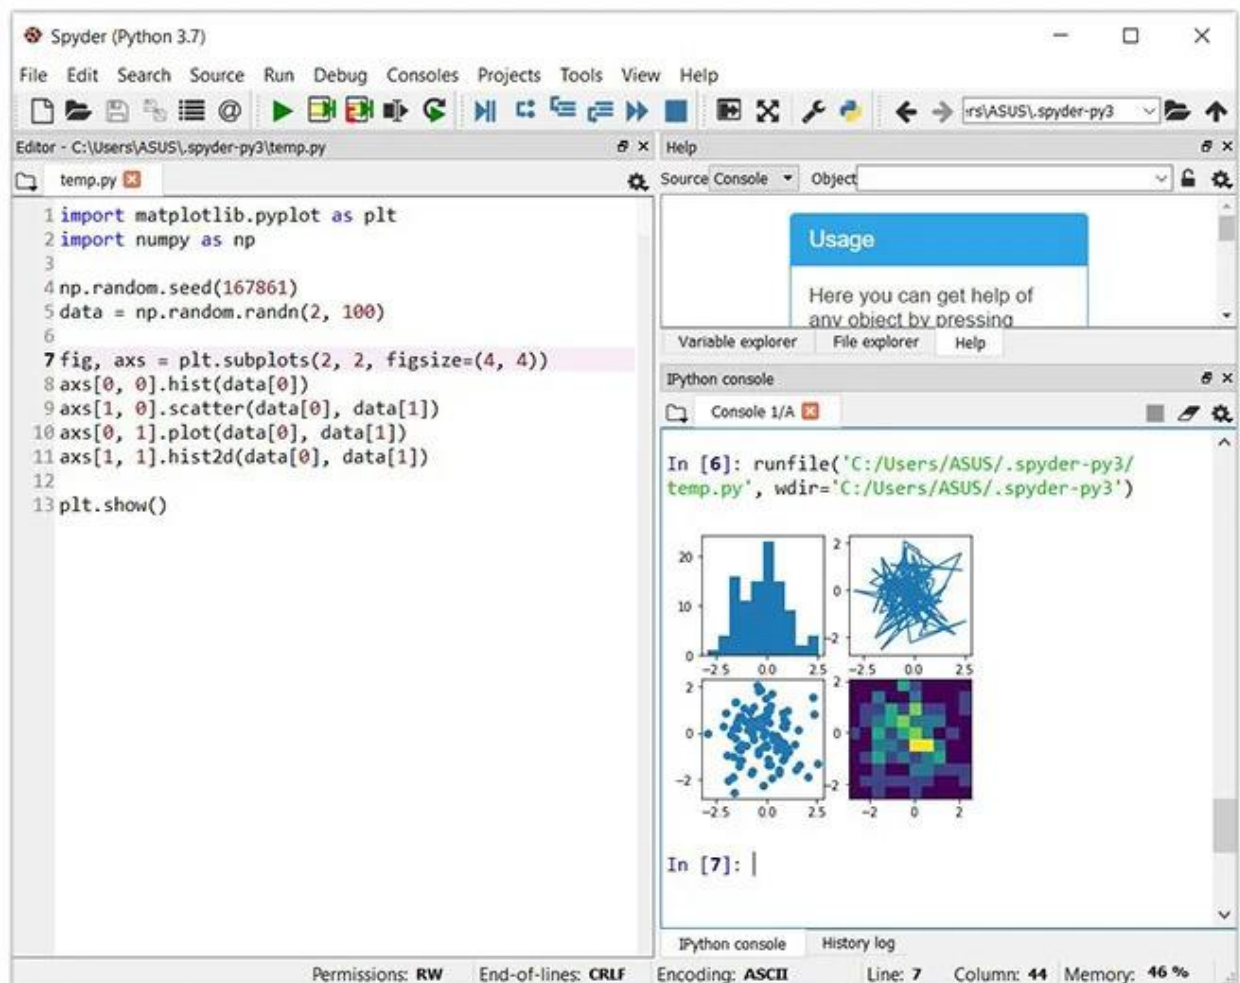 Spyder (Python 3.7)
File Edit Search Source Run Debug Consoles Projects Tools View Help
:rs\ASUS\.spyder-py3
Editor - C:\Users\ASUS\.spyder-py3\temp.py
temp.py
1 import matplotlib.pyplot as plt
2 import numpy as np
3
4 np.random.seed(167861)
5 data = np.random.randn(2, 100)
6
7 fig, axs = plt.subplots(2, 2, figsize=(4, 4))
8 axs[0, 0].hist(data[0])
9 axs[1, 0].scatter(data[0], data[1])
10 axs[0, 1].plot(data[0], data[1])
11 axs[1, 1].hist2d(data[0], data[1])
12
13 plt.show()
Help
Source Console Object
Usage
Here you can get help of
any object by pressing
Variable explorer File explorer Help
IPython console
Console 1/A
In [6]: runfile('C:/Users/ASUS/.spyder-py3/
temp.py', wdir='C:/Users/ASUS/.spyder-py3')
20
10
0
−2.5 0.0 2.5
2
0
−2
−2.5 0.0 2.5
2
0
−2
−2.5 0.0 2.5
2
0
−2
−2 0 2
In [7]:
IPython console History log
Permissions: RW End-of-lines: CRLF Encoding: ASCII Line: 7 Column: 44 Memory: 46 %